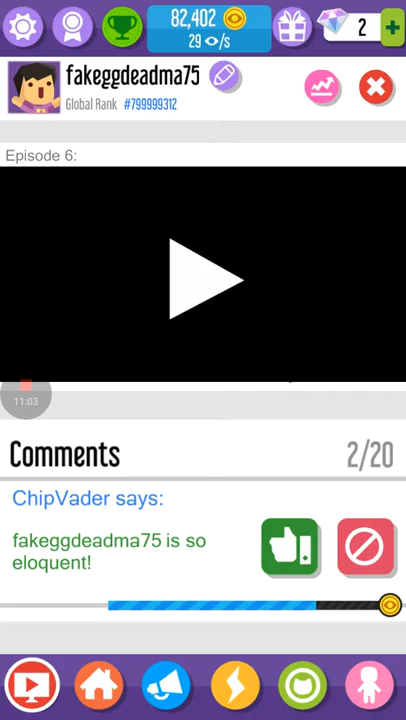 82,402
29 /s
2
fakeggdeadma75
Global Rank #799999312
Episode 6:
11:03
Comments 2/20
ChipVader says:
fakeggdeadma75 is so
eloquent!